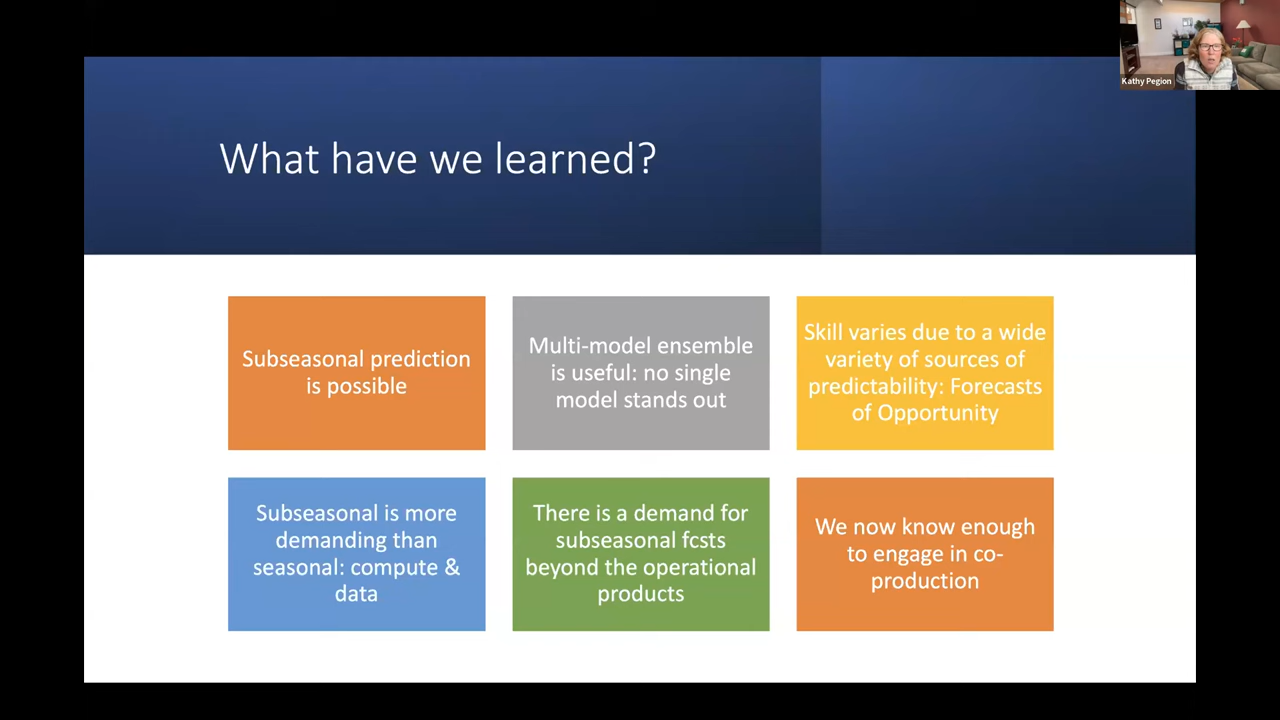 Kathy Pegion
What have we learned?
Subseasonal prediction
is possible
Multi-model ensemble
is useful: no single
model stands out
Skill varies due to a wide
variety of sources of
predictability: Forecasts
of Opportunity
Subseasonal is more
demanding than
seasonal: compute &
data
There is a demand for
subseasonal fcsts
beyond the operational
products
We now know enough
to engage in co-
production